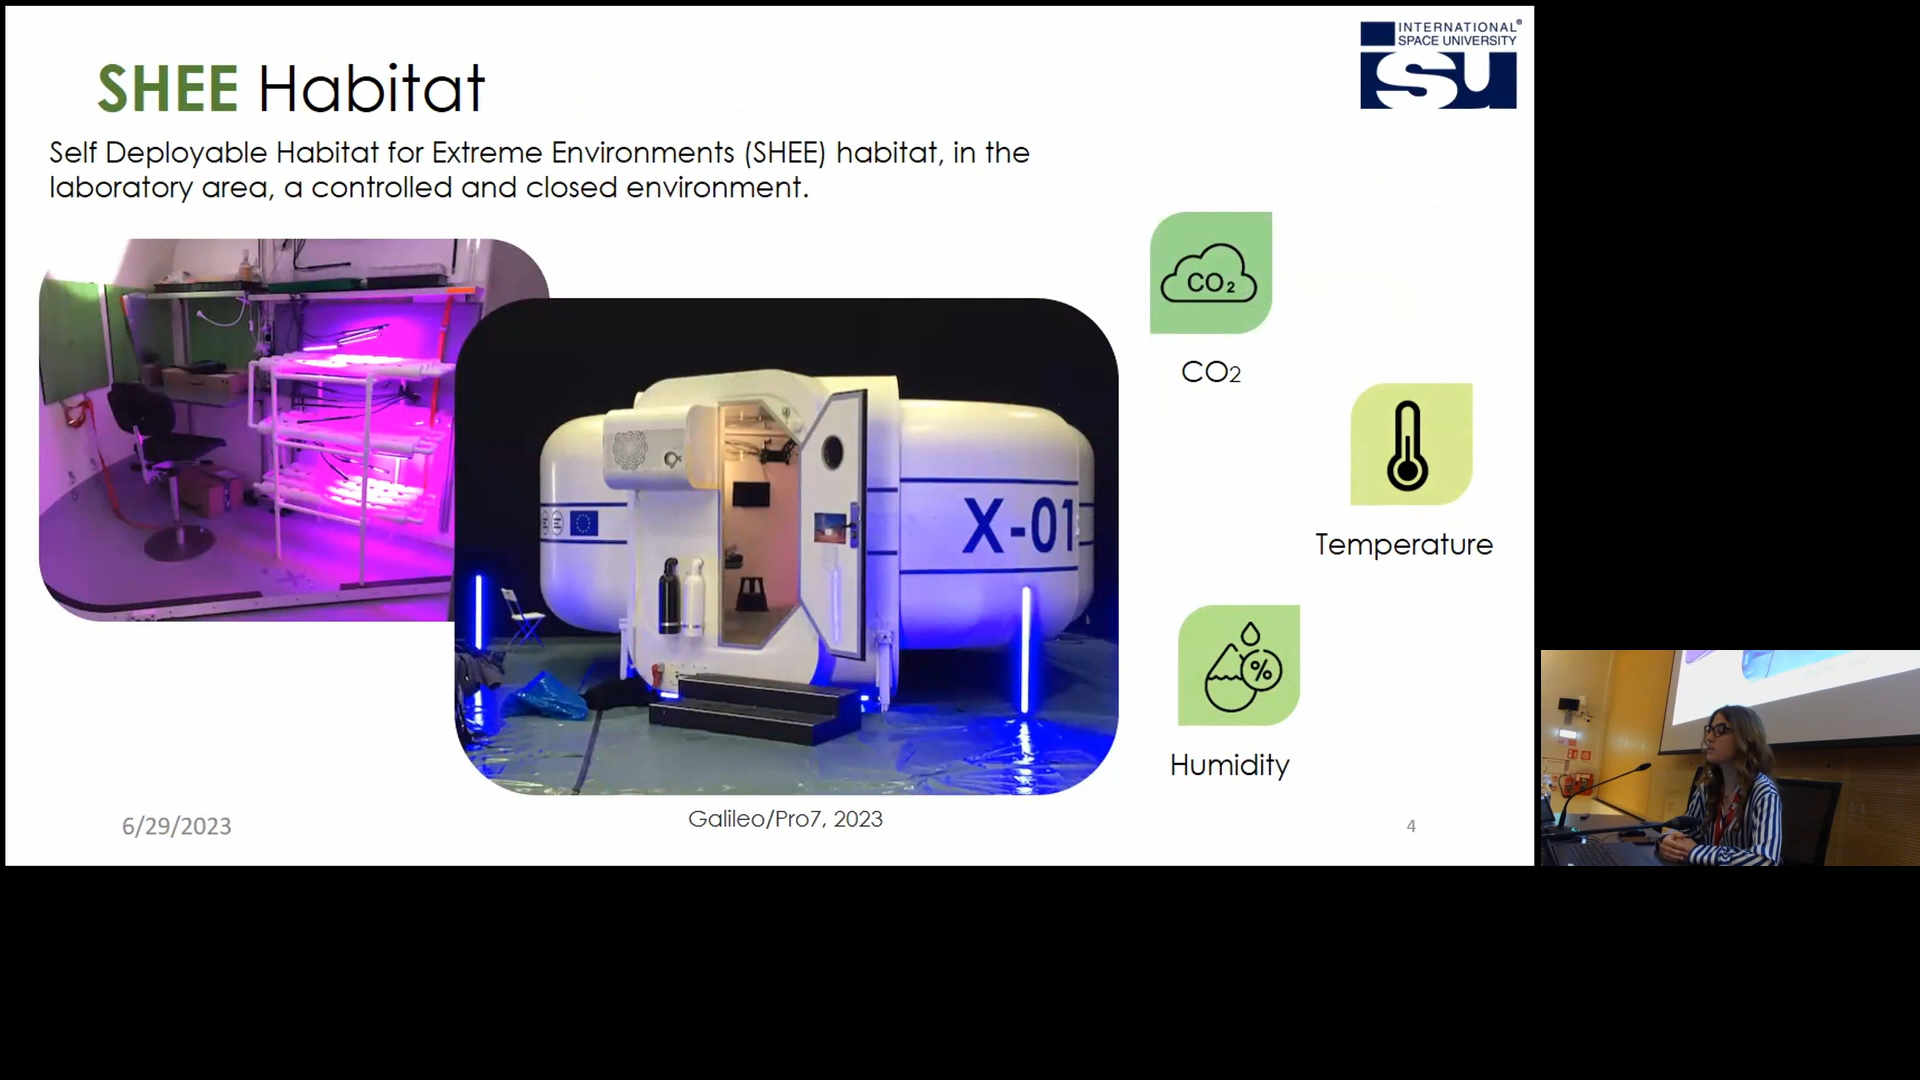 INTERNATIONAL®
SPACE UNIVERSITY
isu
SHEE Habitat
Self Deployable Habitat for Extreme Environments (SHEE) habitat, in the
laboratory area, a controlled and closed environment.
CO₂
CO2
Temperature
X-01
%
Humidity
Galileo/Pro7, 2023
6/29/2023
4